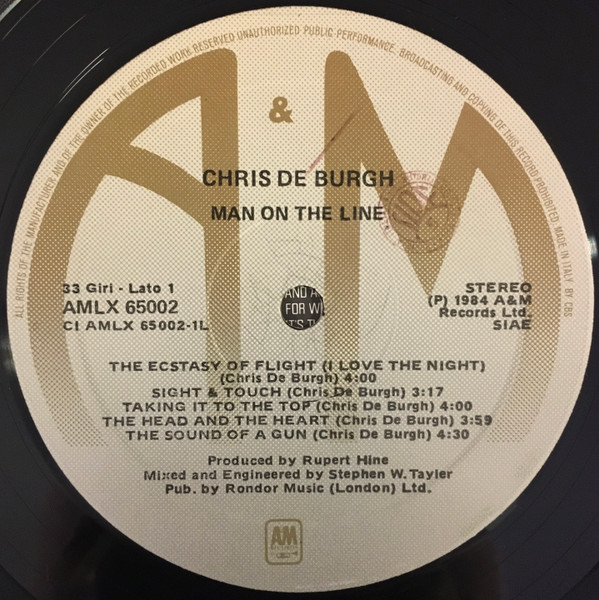 ALL RIGHTS OF THE MANUFACTURER AND OF THE OWNER OF THE RECORDED WORK RESERVED UNAUTHORIZED PUBLIC PERFORMANCE, BROADCASTING AND COPYING OF THIS RECORD PROHIBITED MADE IN ITALY BY CBS
A & M
CHRIS DE BURGH
MAN ON THE LINE
33 Giri - Lato 1
AMLX 65002
C! AMLX 65002-1L
STEREO
(P) 1984 A&M
Records Ltd.
SIAE
AND
FOR
THE ECSTASY OF FLIGHT (I LOVE THE NIGHT)
(Chris De Burgh) 4:00
SIGHT & TOUCH (Chris De Burgh) 3:17
TAKING IT TO THE TOP (Chris De Burgh) 4:00
THE HEAD AND THE HEART (Chris De Burgh) 3:59
THE SOUND OF A GUN (Chris De Burgh) 4:30
Produced by Rupert Hine
Mixed and Engineered by Stephen W. Tayler
Pub. by Rondor Music (London) Ltd.
AM
RECORDS